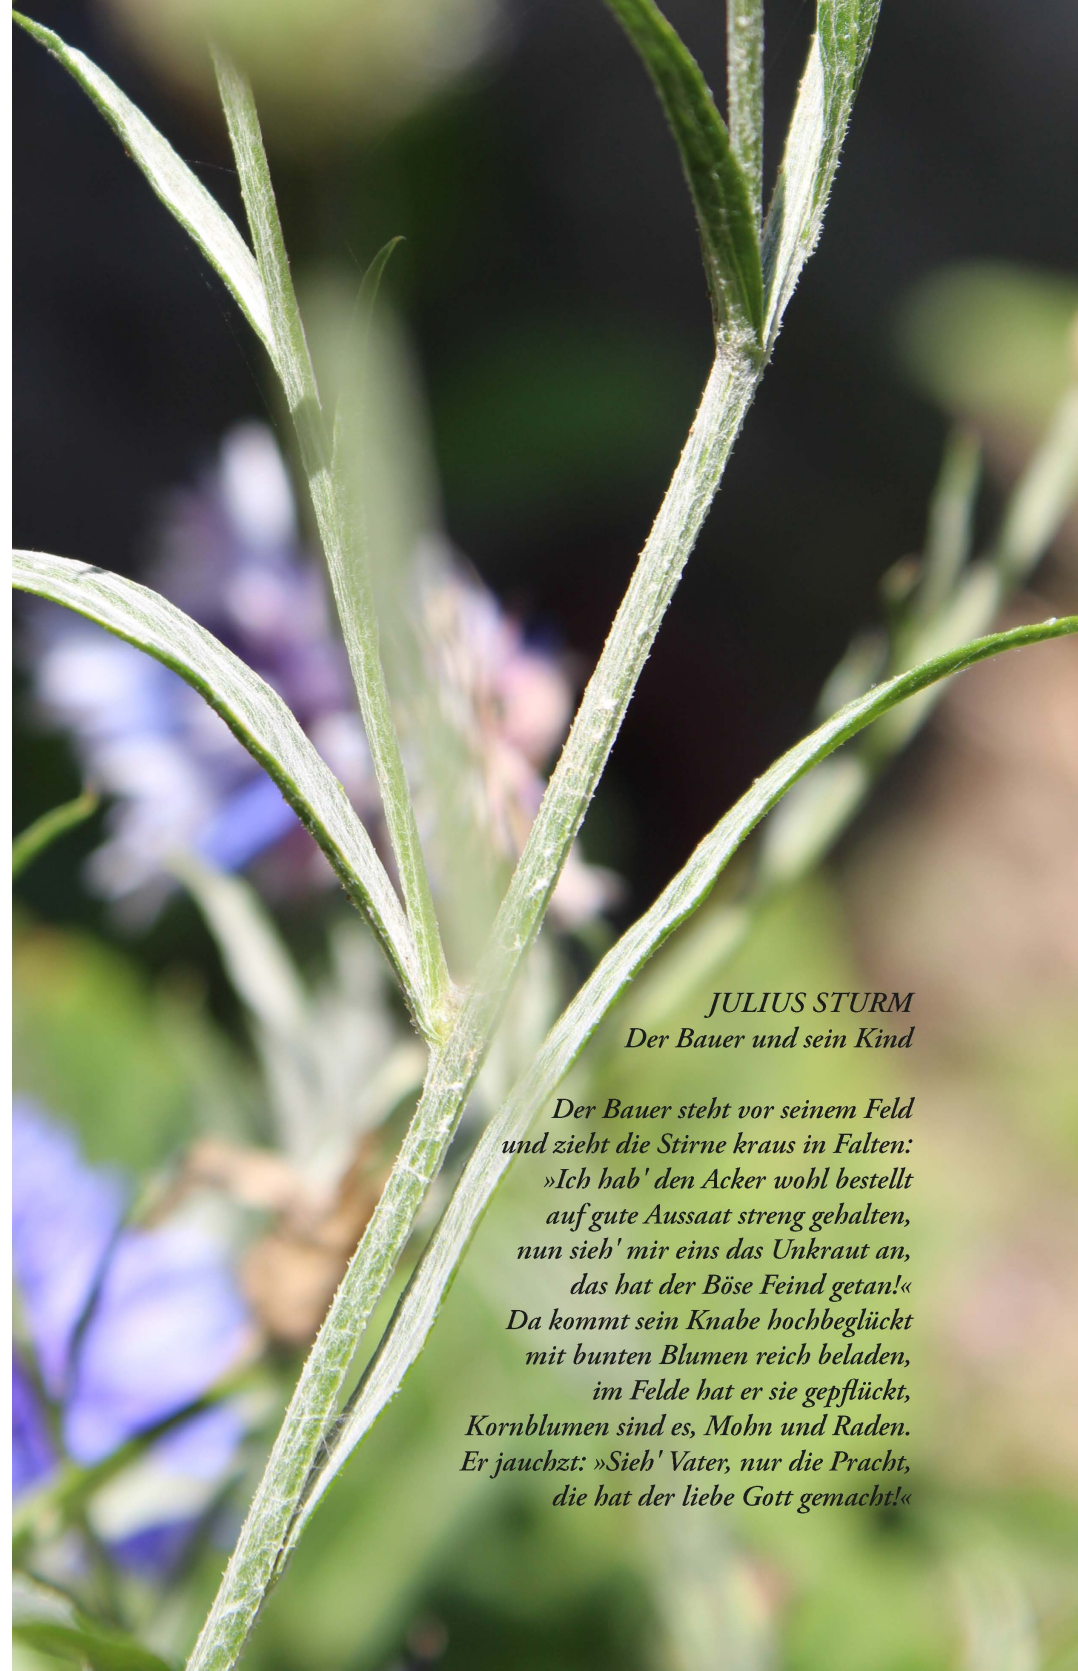 JULIUS STURM
Der Bauer und sein Kind
Der Bauer steht vor seinem Feld
und zieht die Stirne kraus in Falten:
»Ich hab' den Acker wohl bestellt
auf gute Aussaat streng gehalten,
nun sieh' mir eins das Unkraut an,
das hat der Böse Feind getan!«
Da kommt sein Knabe hochbeglückt
mit bunten Blumen reich beladen,
im Felde hat er sie gepflückt,
Kornblumen sind es, Mohn und Raden.
Er jauchzt: »Sieh' Vater, nur die Pracht,
die hat der liebe Gott gemacht!«